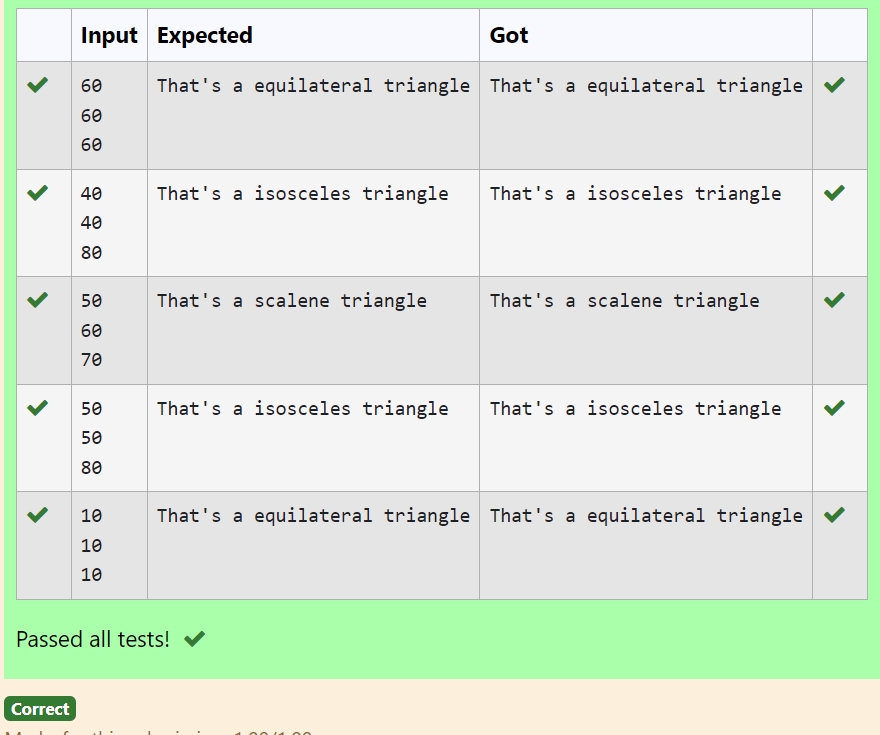 Input Expected Got
60 That's a equilateral triangle That's a equilateral triangle
60
60
40 That's a isosceles triangle That's a isosceles triangle
40
80
50 That's a scalene triangle That's a scalene triangle
60
70
50 That's a isosceles triangle That's a isosceles triangle
50
80
10 That's a equilateral triangle That's a equilateral triangle
10
10
Passed all tests!
Correct